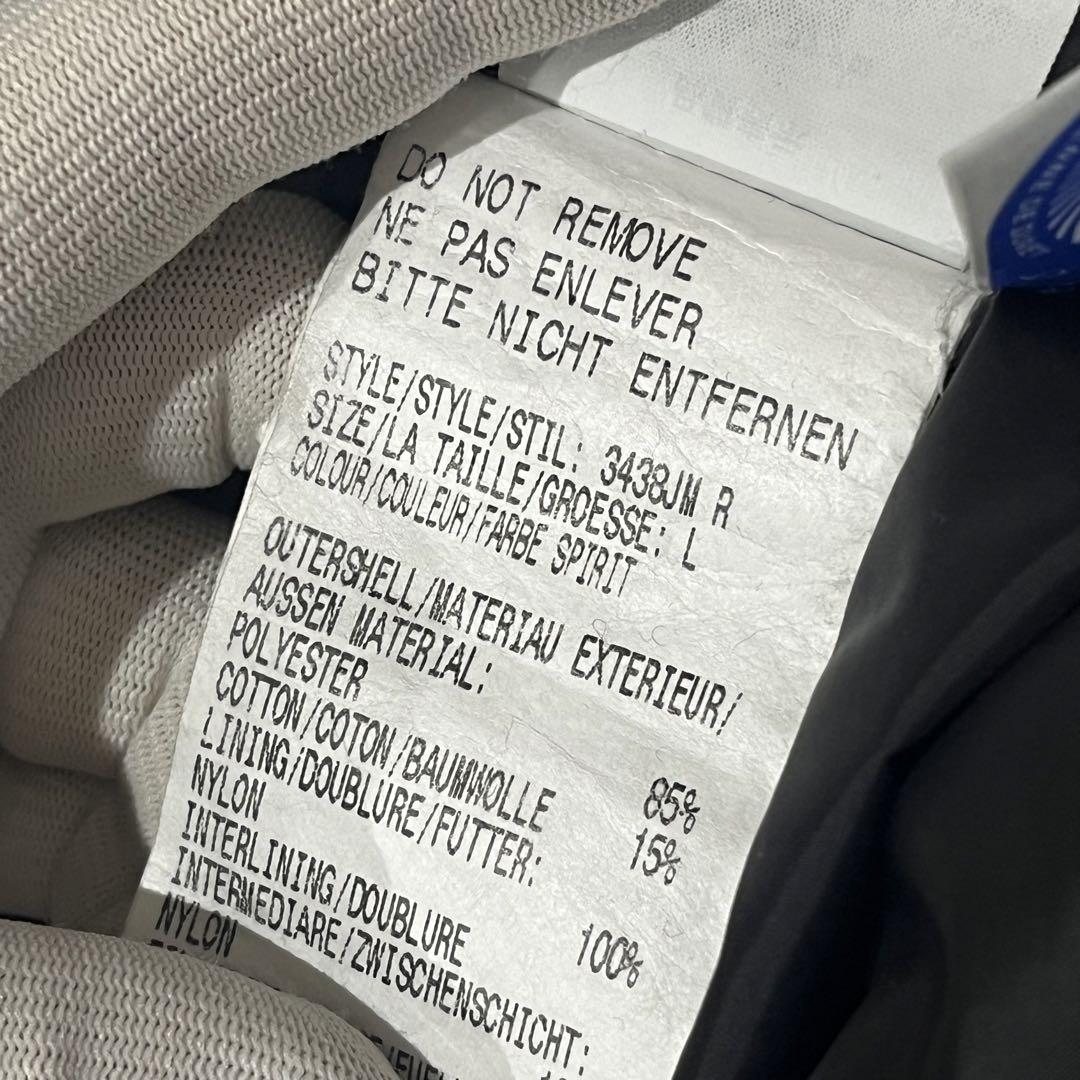 DO NOT REMOVE
NE PAS ENLEVER
BITTE NICHT ENTFERNEN
STYLE/STYLE/STIL: 3438JM R
SIZE/LA TAILLE/GROESSE: L
COLOUR/COULEUR/FARBE SPIRIT
OUTERSHELL/MATERIAU EXTERIEUR/
AUSSEN MATERIAL:
POLYESTER 85%
COTTON/COTON/BAUMWOLLE 15%
LINING/DOUBLURE/FUTTER:
NYLON 100%
INTERLINING/DOUBLURE
INTERMEDIARE/ZWISCHENSCHICHT:
NYLON